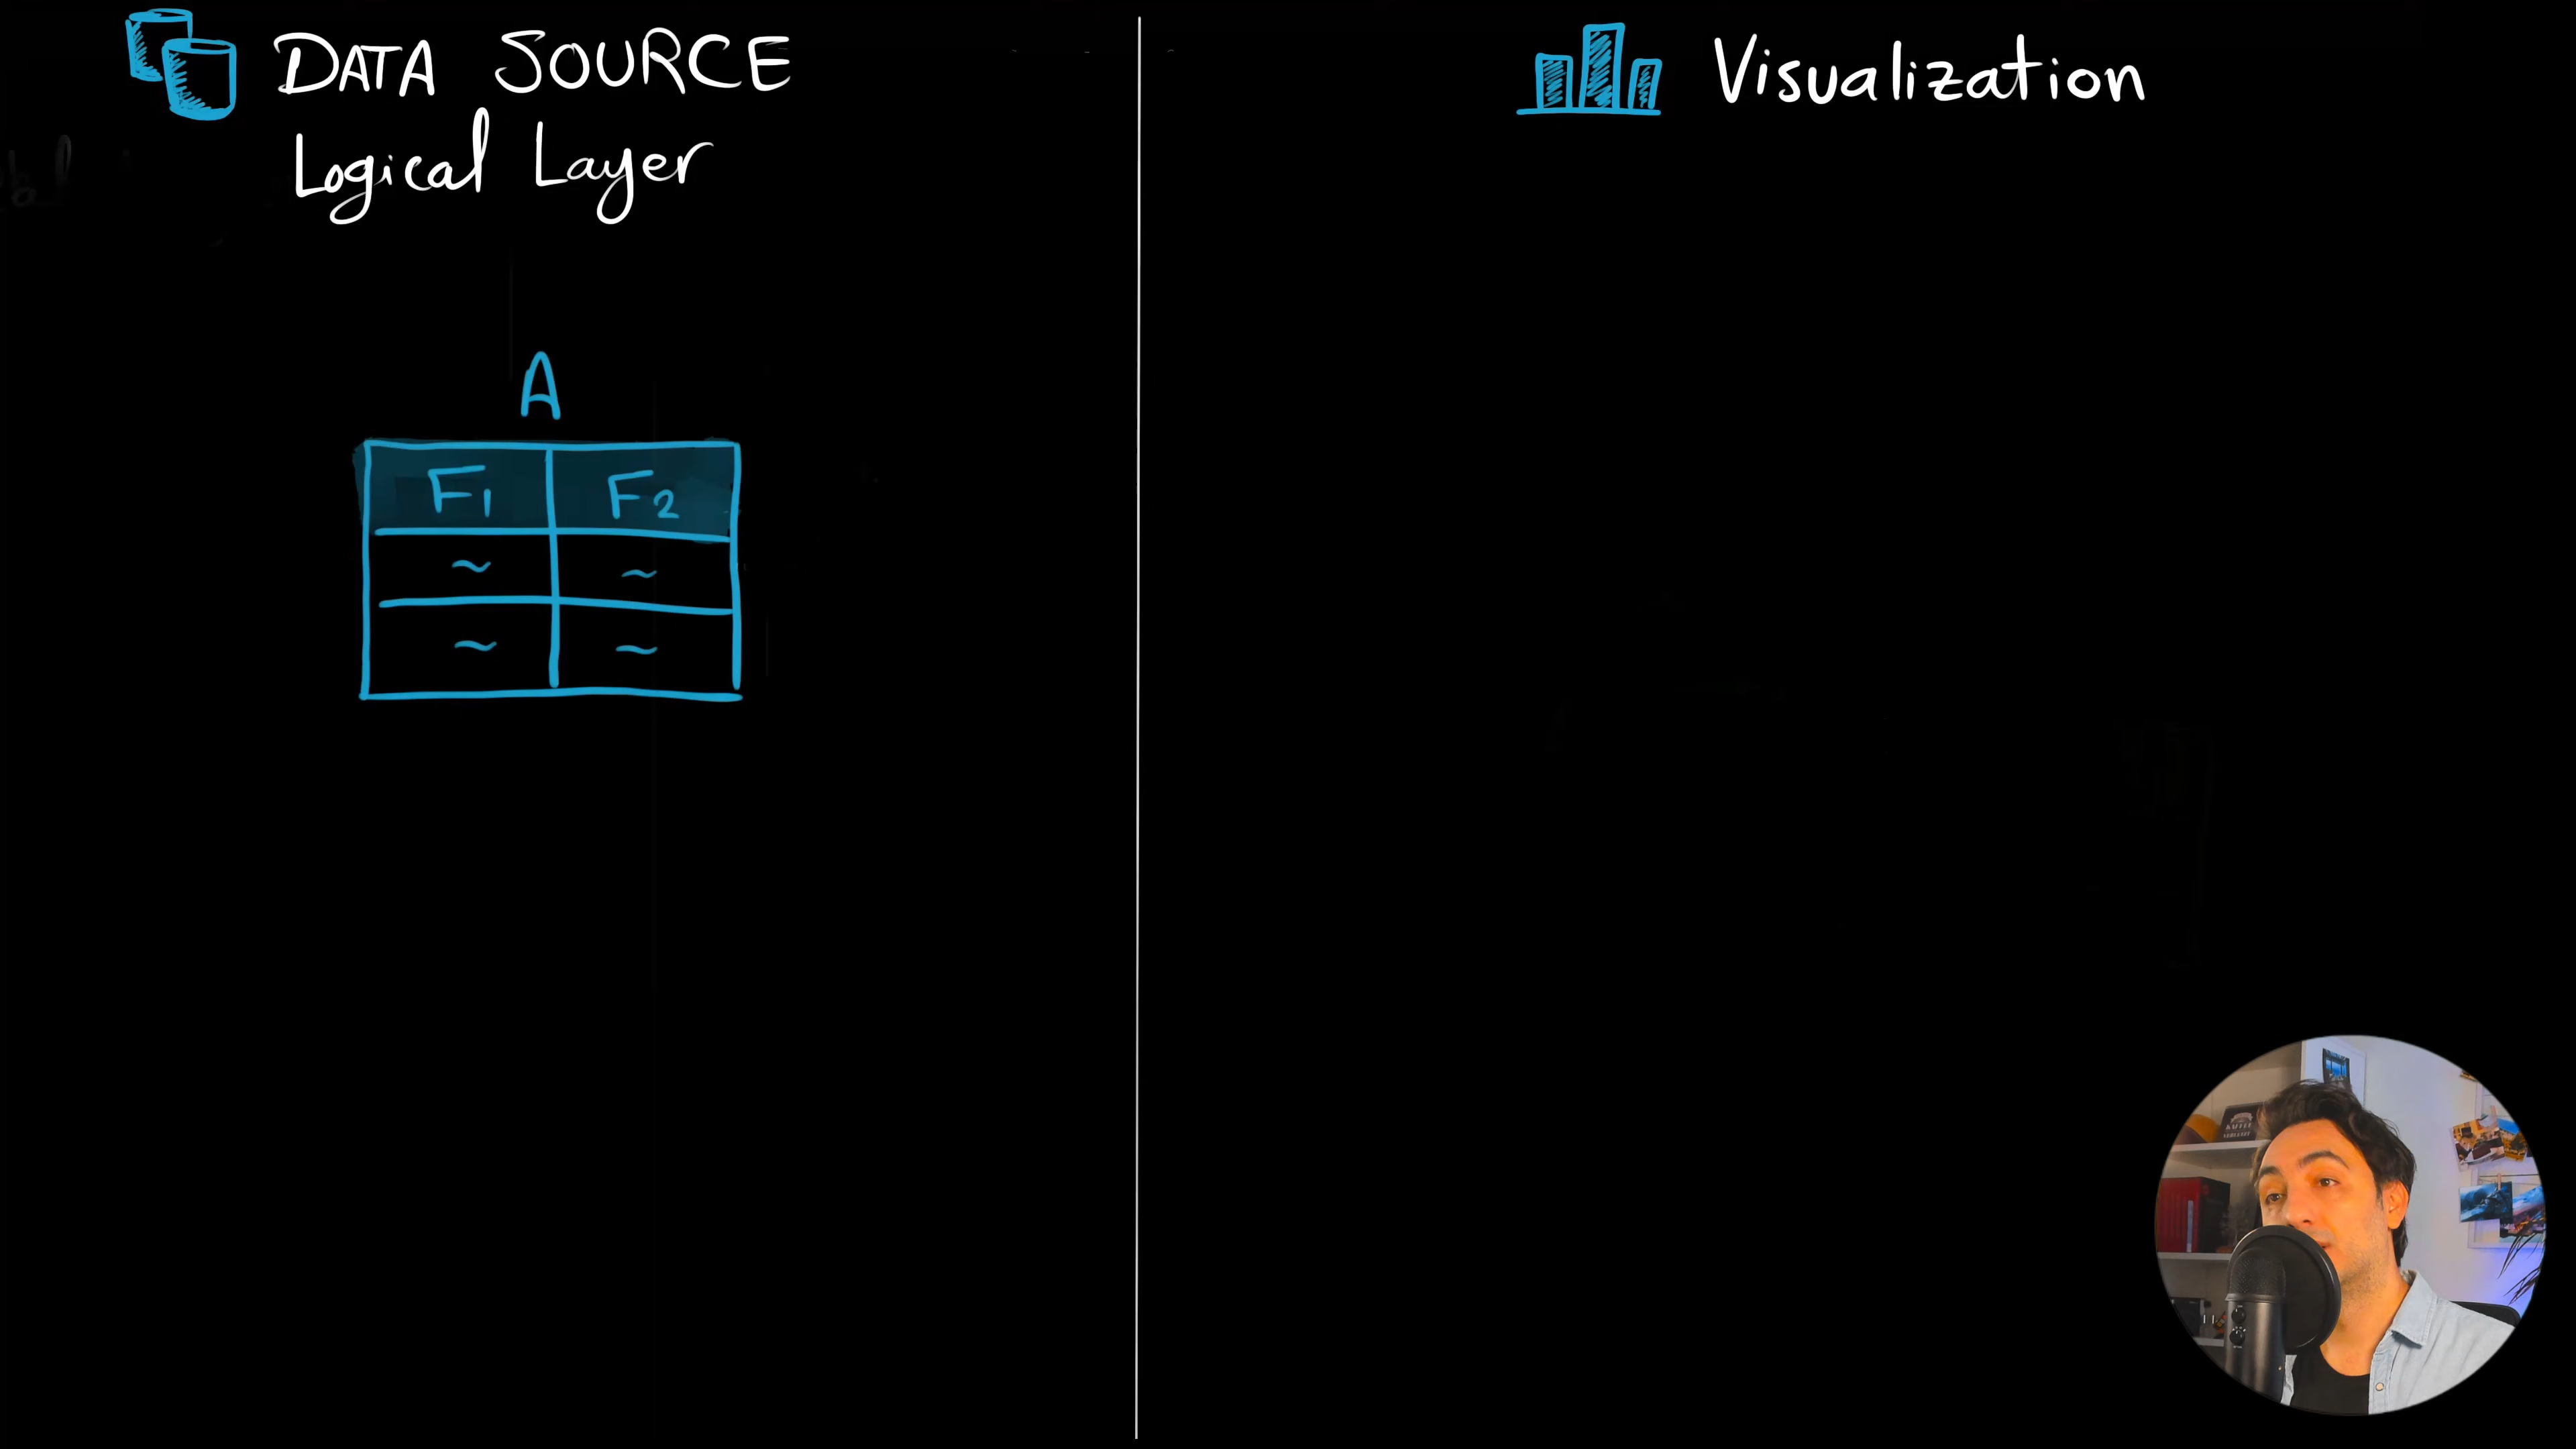 DATA SOURCE
Logical Layer
Visualization
A
F1 F2
~ ~
~ ~